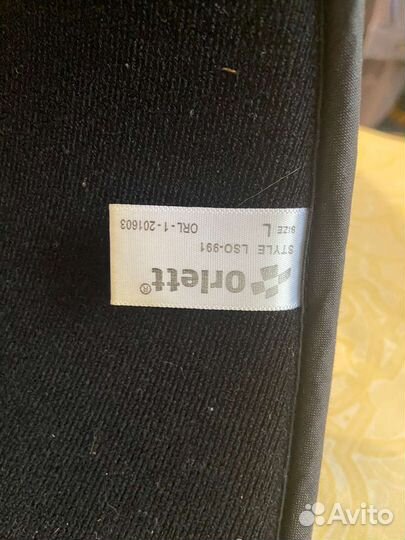 Orlett®
STYLE LSO-991
SIZE L
ORL-1-201603
Avito